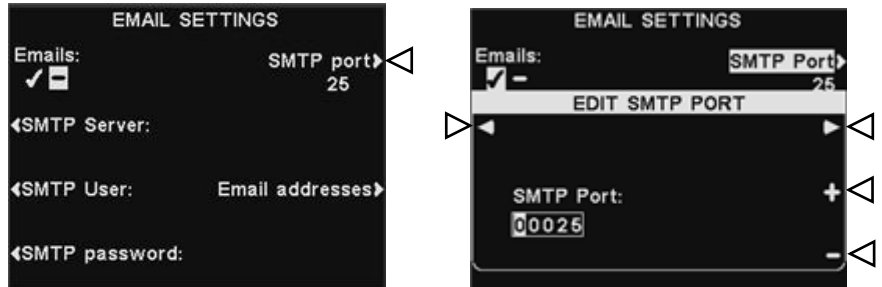 EMAIL SETTINGS
Emails:
SMTP port
25
SMTP Server:
SMTP User:
Email addresses
SMTP password:
EMAIL SETTINGS
Emails:
SMTP Port
25
EDIT SMTP PORT
SMTP Port:
00025
+
-